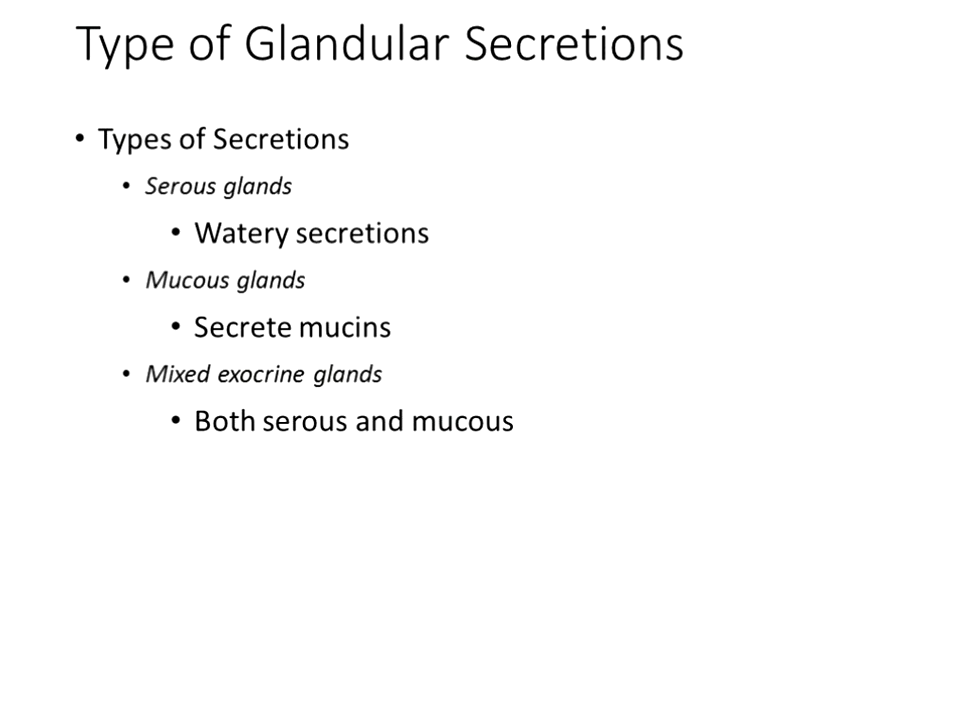 Type of Glandular Secretions
• Types of Secretions
• Serous glands
• Watery secretions
• Mucous glands
• Secrete mucins
• Mixed exocrine glands
• Both serous and mucous